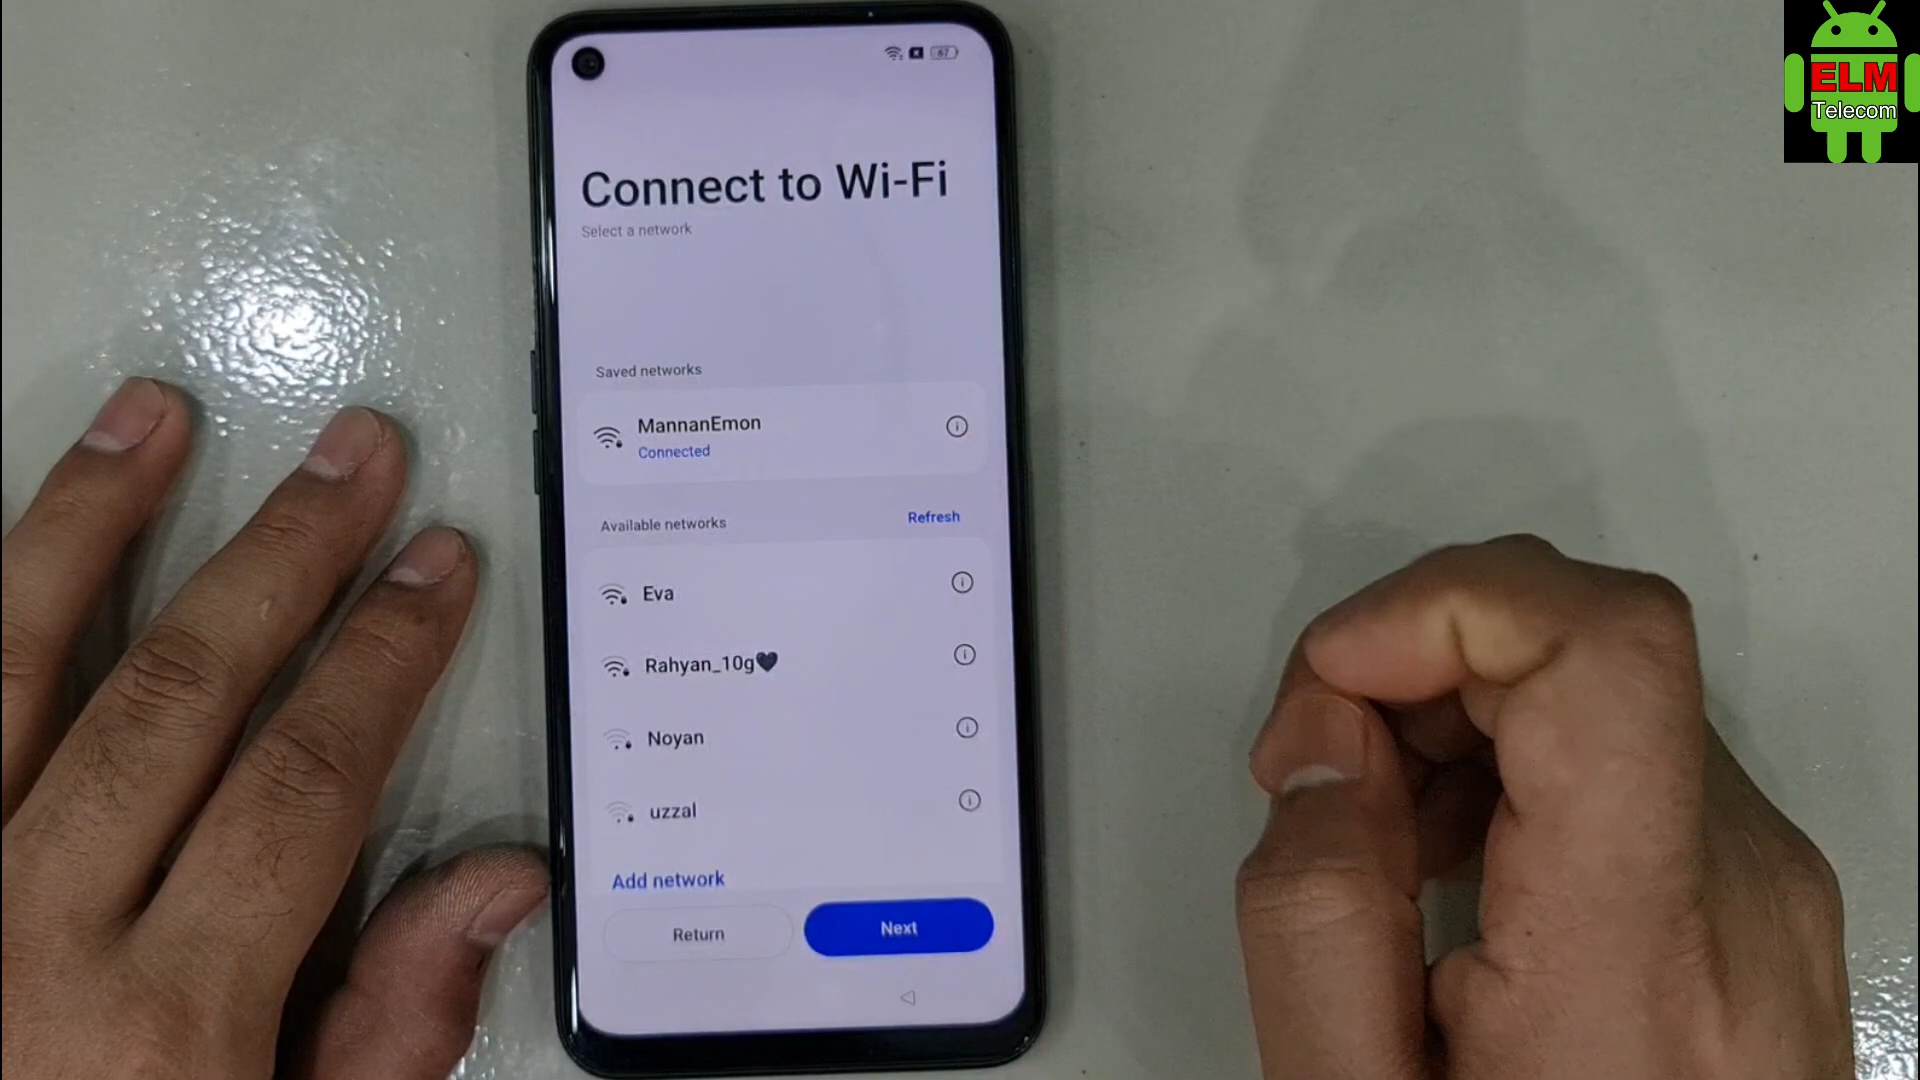 67
Connect to Wi-Fi
Select a network
Saved networks
MannanEmon
Connected
Available networks
Refresh
Eva
Rahyan_10g🖤
Noyan
uzzal
Add network
Return
Next
ELM
Telecom